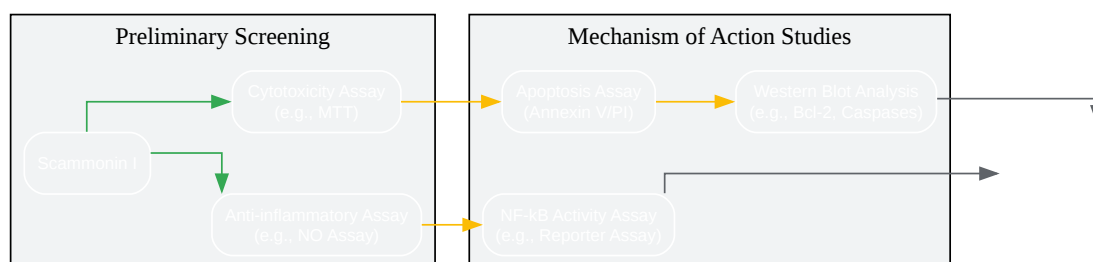 Preliminary Screening
Mechanism of Action Studies
Cytotoxicity Assay
(e.g., MTT)
Apoptosis Assay
(Annexin V/PI)
Western Blot Analysis
(e.g., Bcl-2, Caspases)
Scammonin I
Anti-inflammatory Assay
(e.g., NO Assay)
NF-kB Activity Assay
(e.g., Reporter Assay)